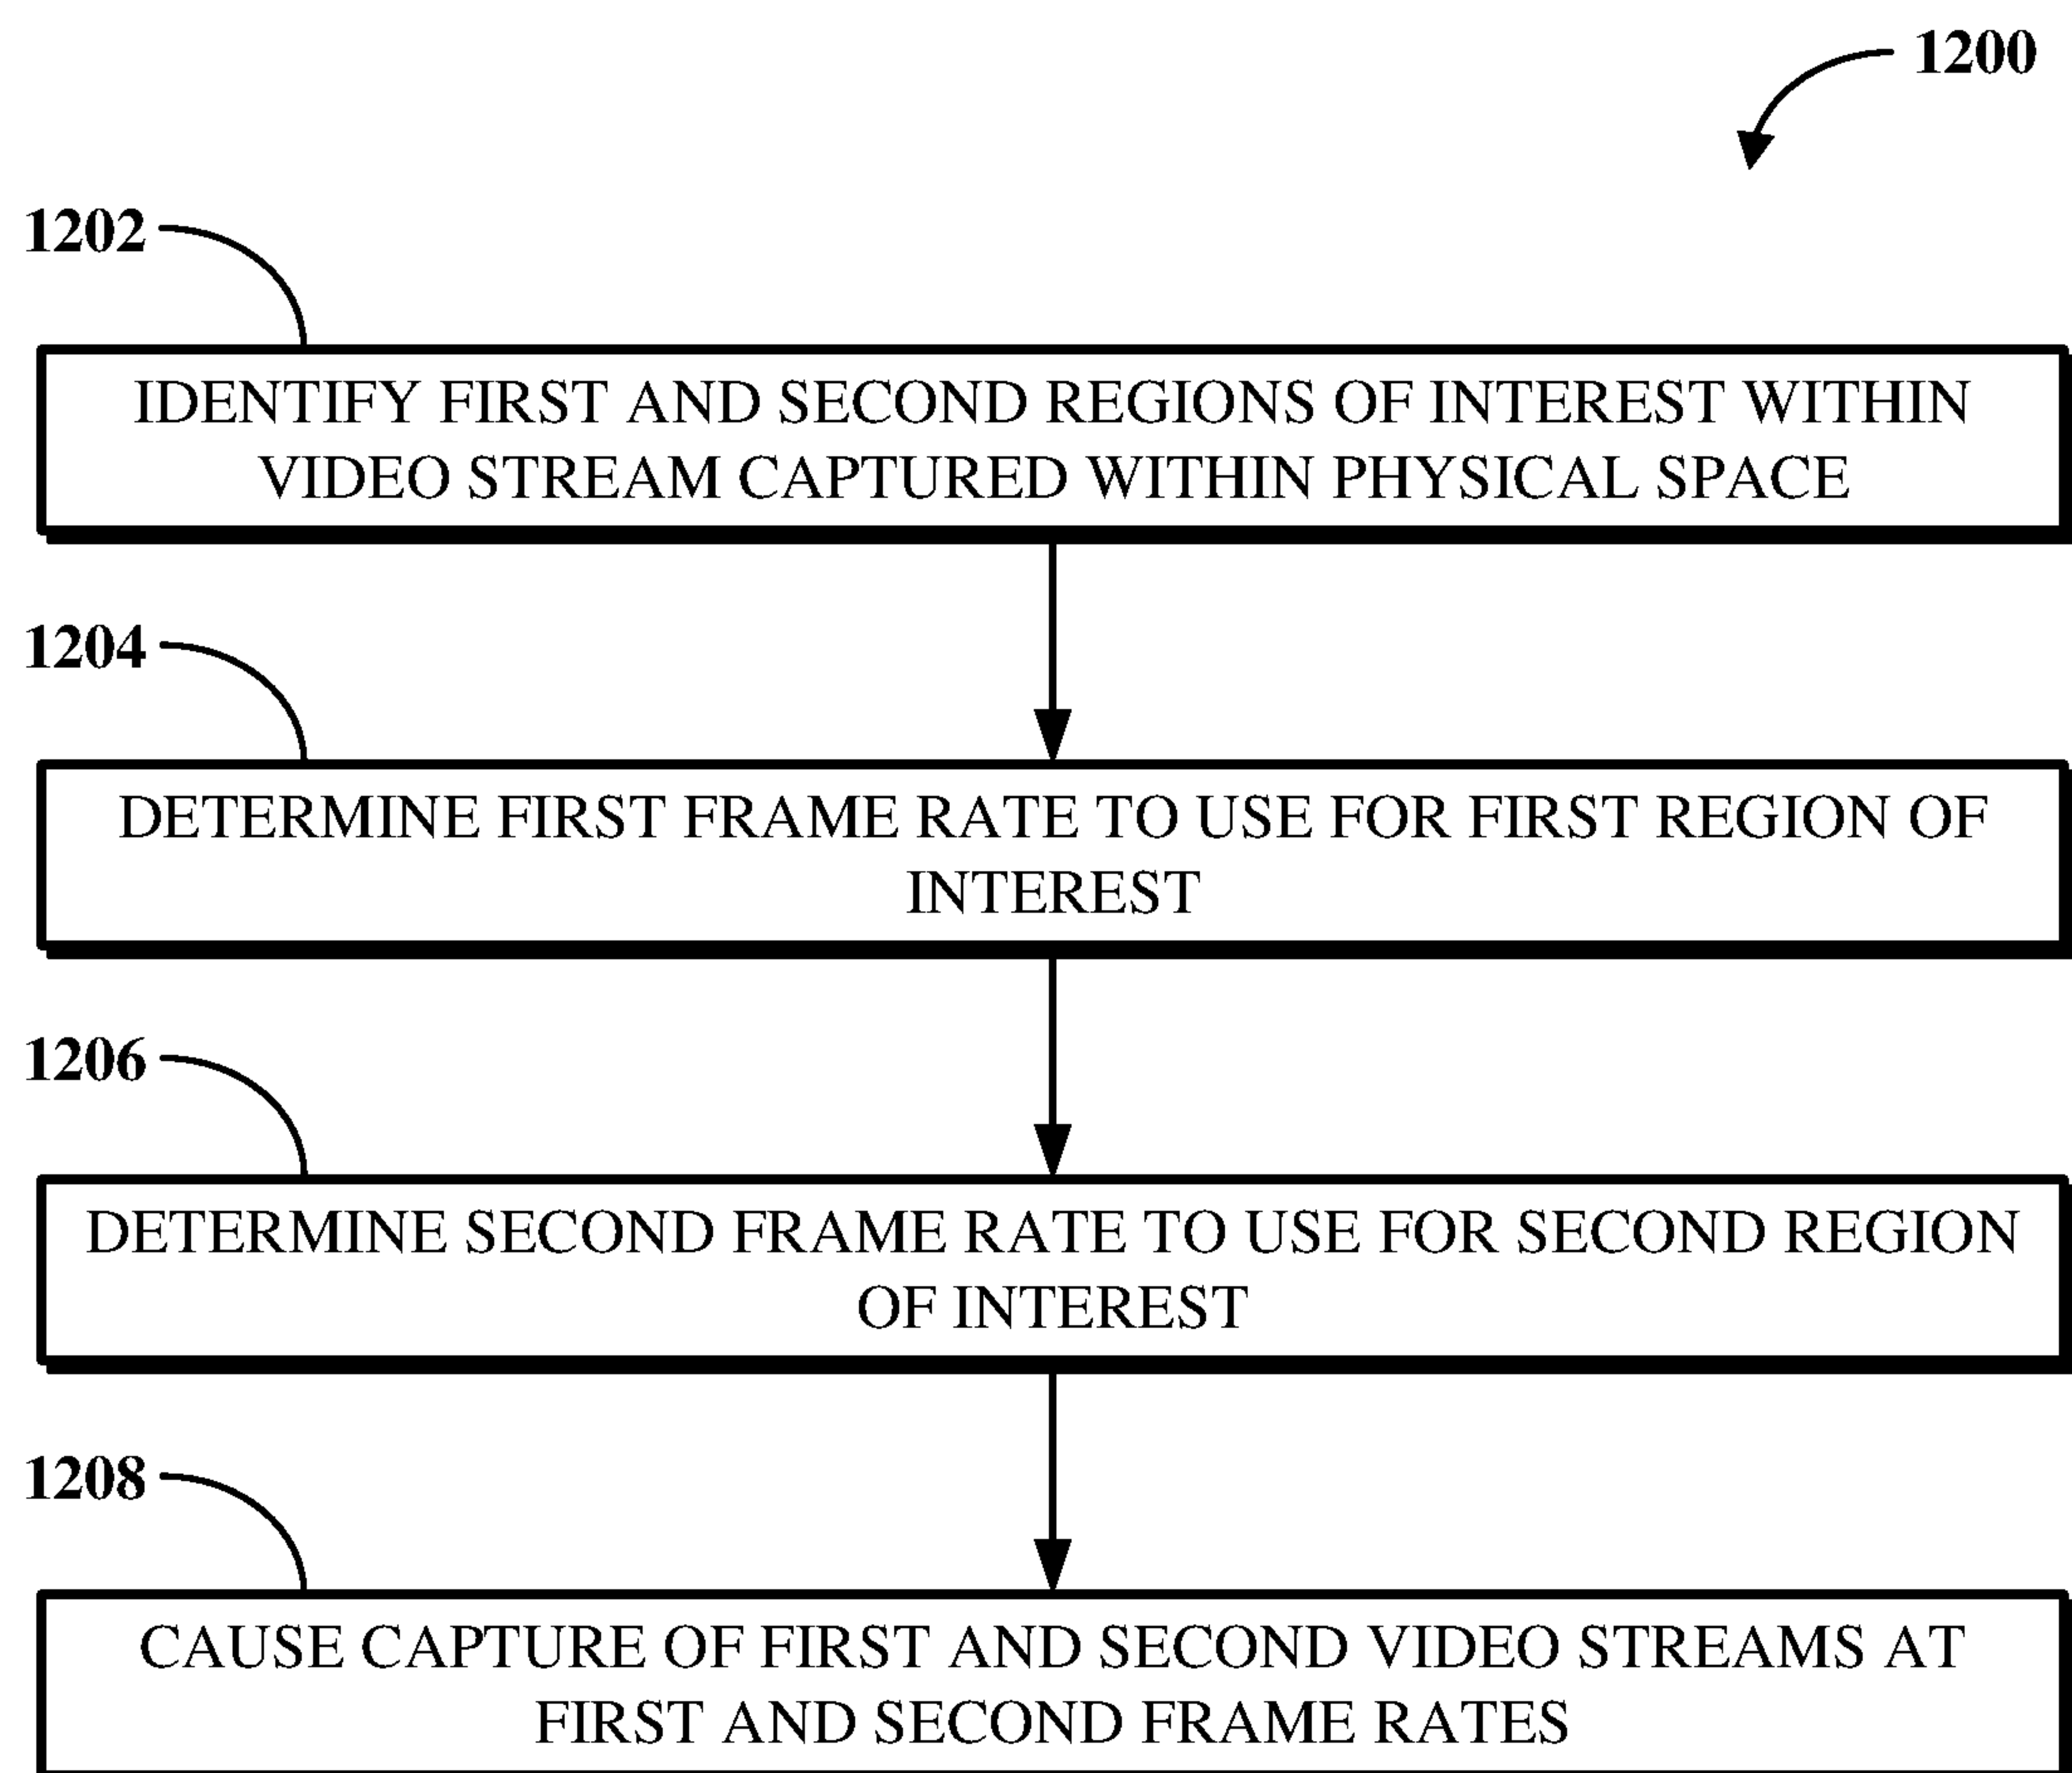 1200
1202
IDENTIFY FIRST AND SECOND REGIONS OF INTEREST WITHIN
VIDEO STREAM CAPTURED WITHIN PHYSICAL SPACE
1204
DETERMINE FIRST FRAME RATE TO USE FOR FIRST REGION OF
INTEREST
1206
DETERMINE SECOND FRAME RATE TO USE FOR SECOND REGION
OF INTEREST
1208
CAUSE CAPTURE OF FIRST AND SECOND VIDEO STREAMS AT
FIRST AND SECOND FRAME RATES